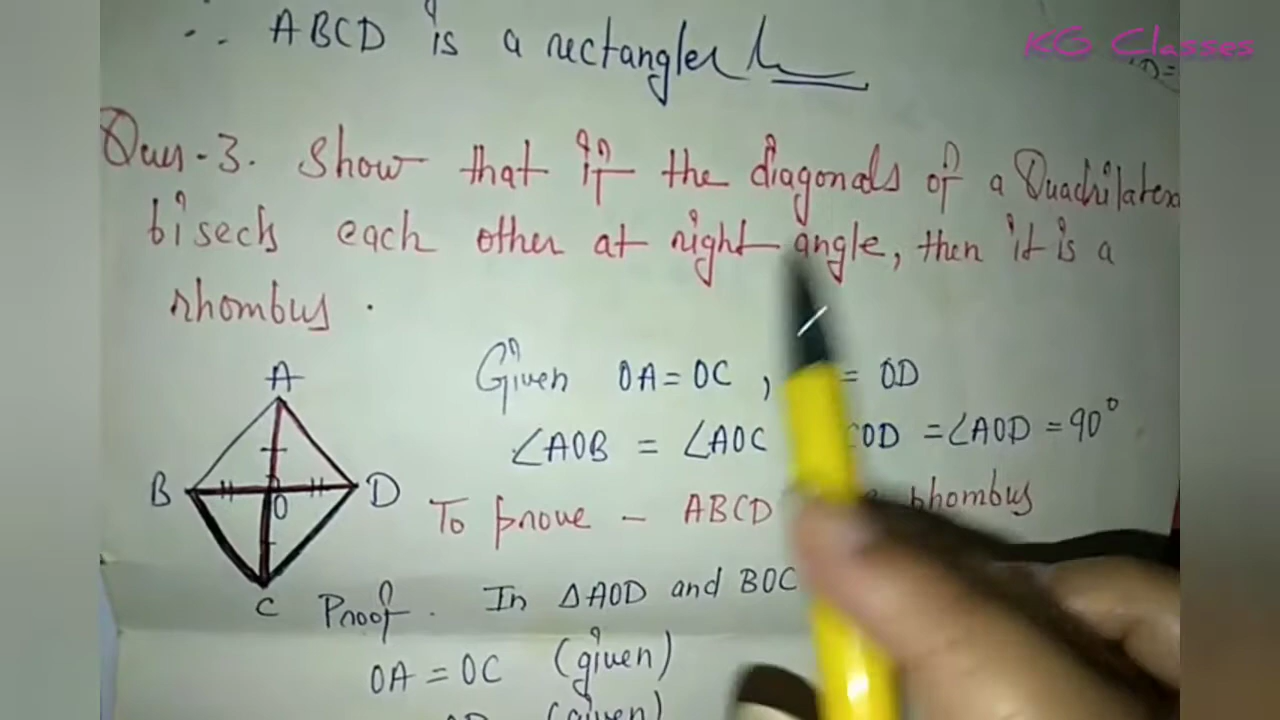 ∴ ABCD is a rectangler
KG Classes
Ques-3. Show that if the diagonals of a Quadrilater
bisects each other at right angle, then it is a
rhombus.
A
Given OA = OC, = OD
∠AOB = ∠AOC OD = ∠AOD = 90°
B
D
O
To prove - ABCD rhombus
C
Proof. In ΔAOD and BOC
OA = OC (given)
(given)